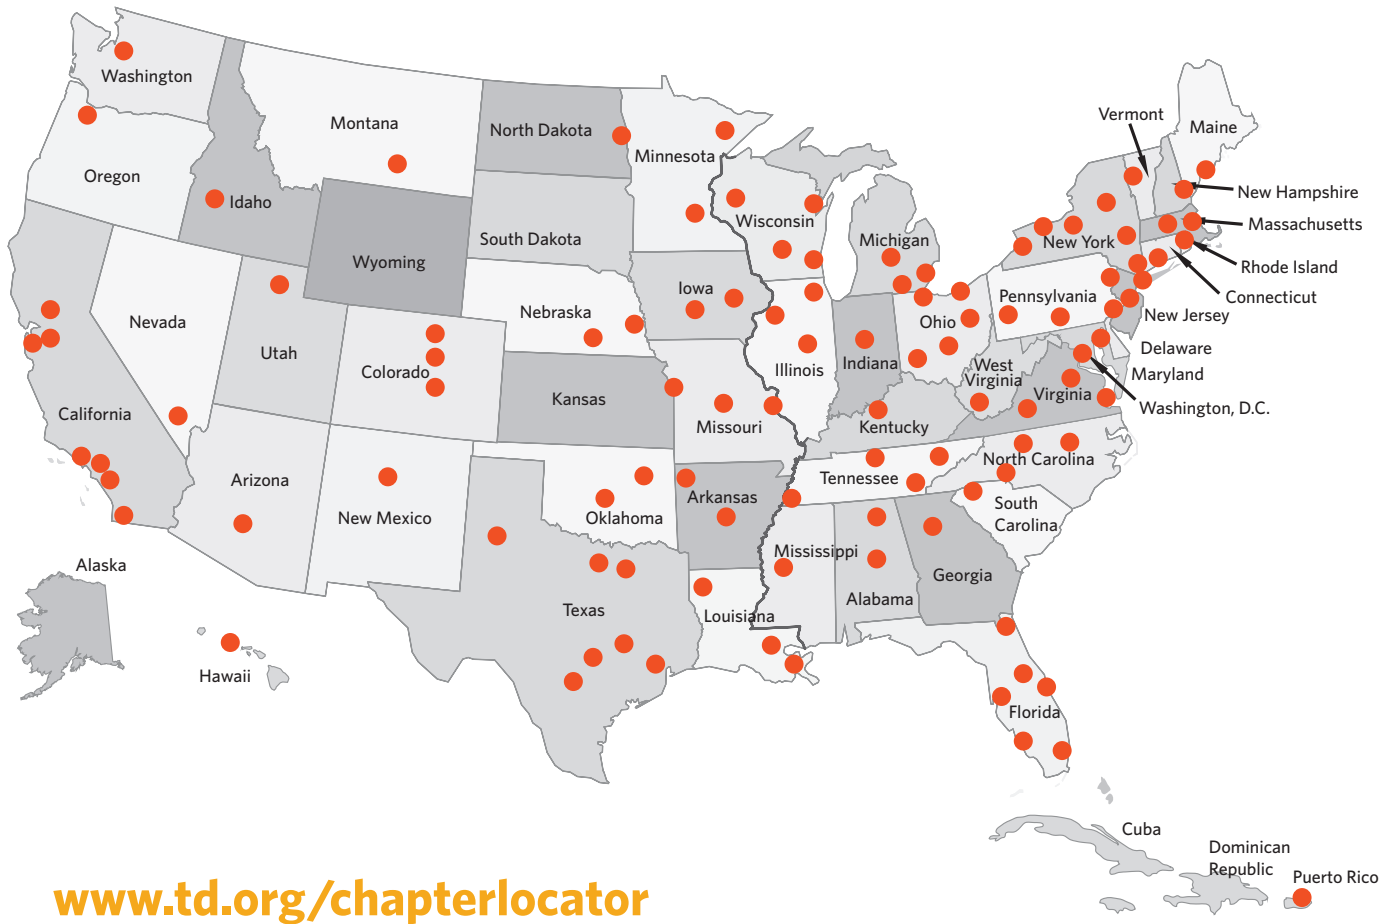 Washington
Montana
North Dakota
Minnesota
Vermont
Maine
Oregon
Idaho
New Hampshire
Wisconsin
Massachusetts
South Dakota
Michigan
New York
Wyoming
Rhode Island
Iowa
Pennsylvania
Connecticut
Nebraska
Nevada
Ohio
New Jersey
Utah
Delaware
Colorado
Illinois
Indiana
West
Virginia
Maryland
Kansas
Virginia
Washington, D.C.
California
Missouri
Kentucky
North Carolina
Arizona
Tennessee
Arkansas
South
Carolina
New Mexico
Oklahoma
Mississippi
Alaska
Georgia
Alabama
Texas
Louisiana
Hawaii
Florida
Cuba
Dominican
Republic
Puerto Rico
www.td.org/chapterlocator